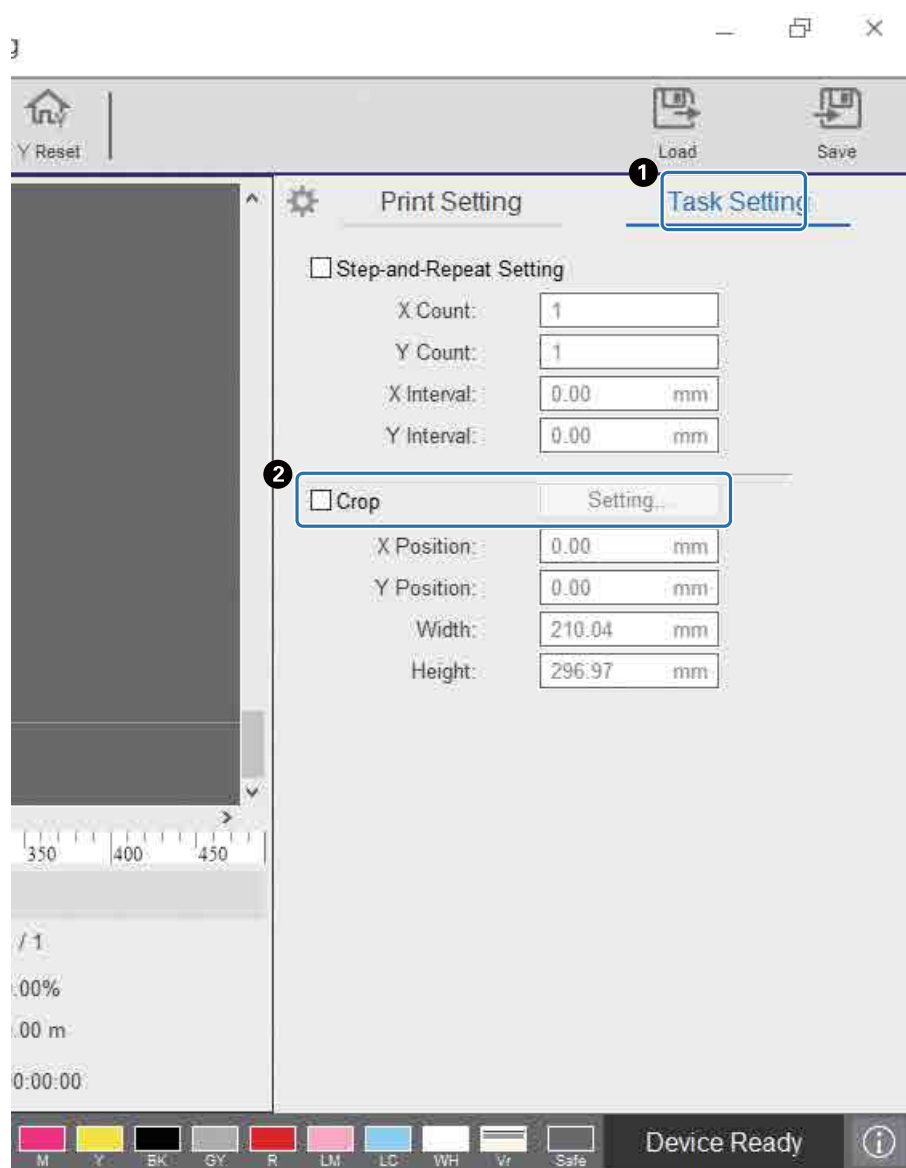 g
Y Reset
Load
Save
1
Print Setting
Task Setting
Step-and-Repeat Setting
X Count:
1
Y Count:
1
X Interval:
0.00 mm
Y Interval:
0.00 mm
2
Crop
Setting...
X Position:
0.00 mm
Y Position:
0.00 mm
Width:
210.04 mm
Height:
296.97 mm
350 400 450
/ 1
.00%
.00 m
0:00:00
M Y BK GY R LM LC WH Vr Safe
Device Ready